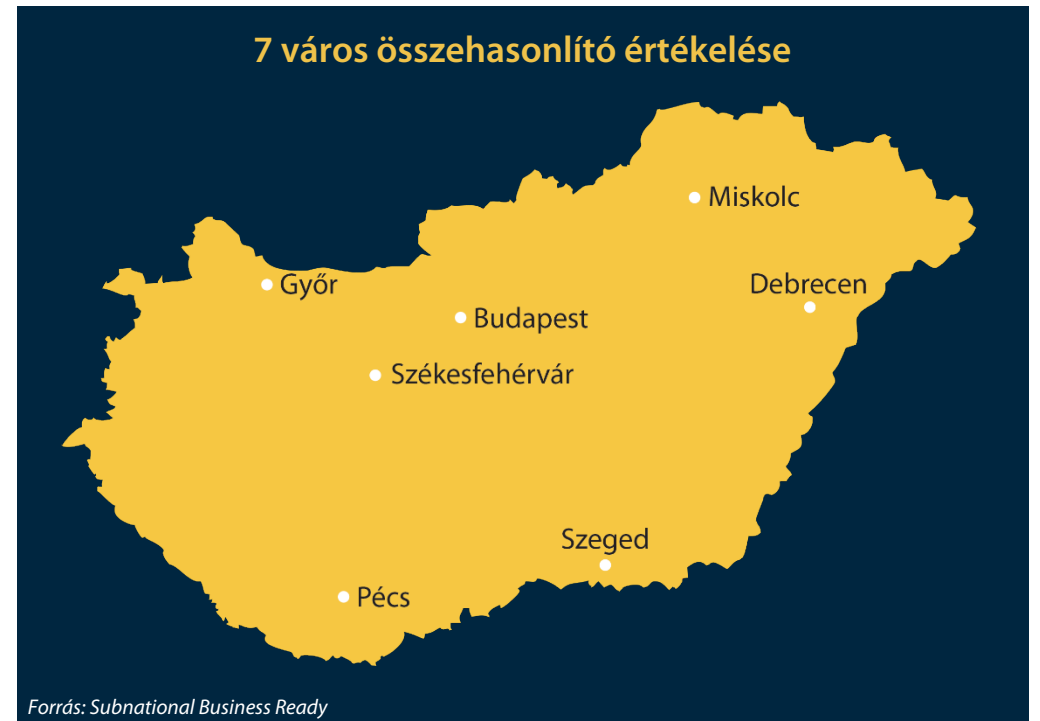 7 város összehasonlító értékelése
Miskolc
Győr
Debrecen
Budapest
Székesfehérvár
Szeged
Pécs
Forrás: Subnational Business Ready